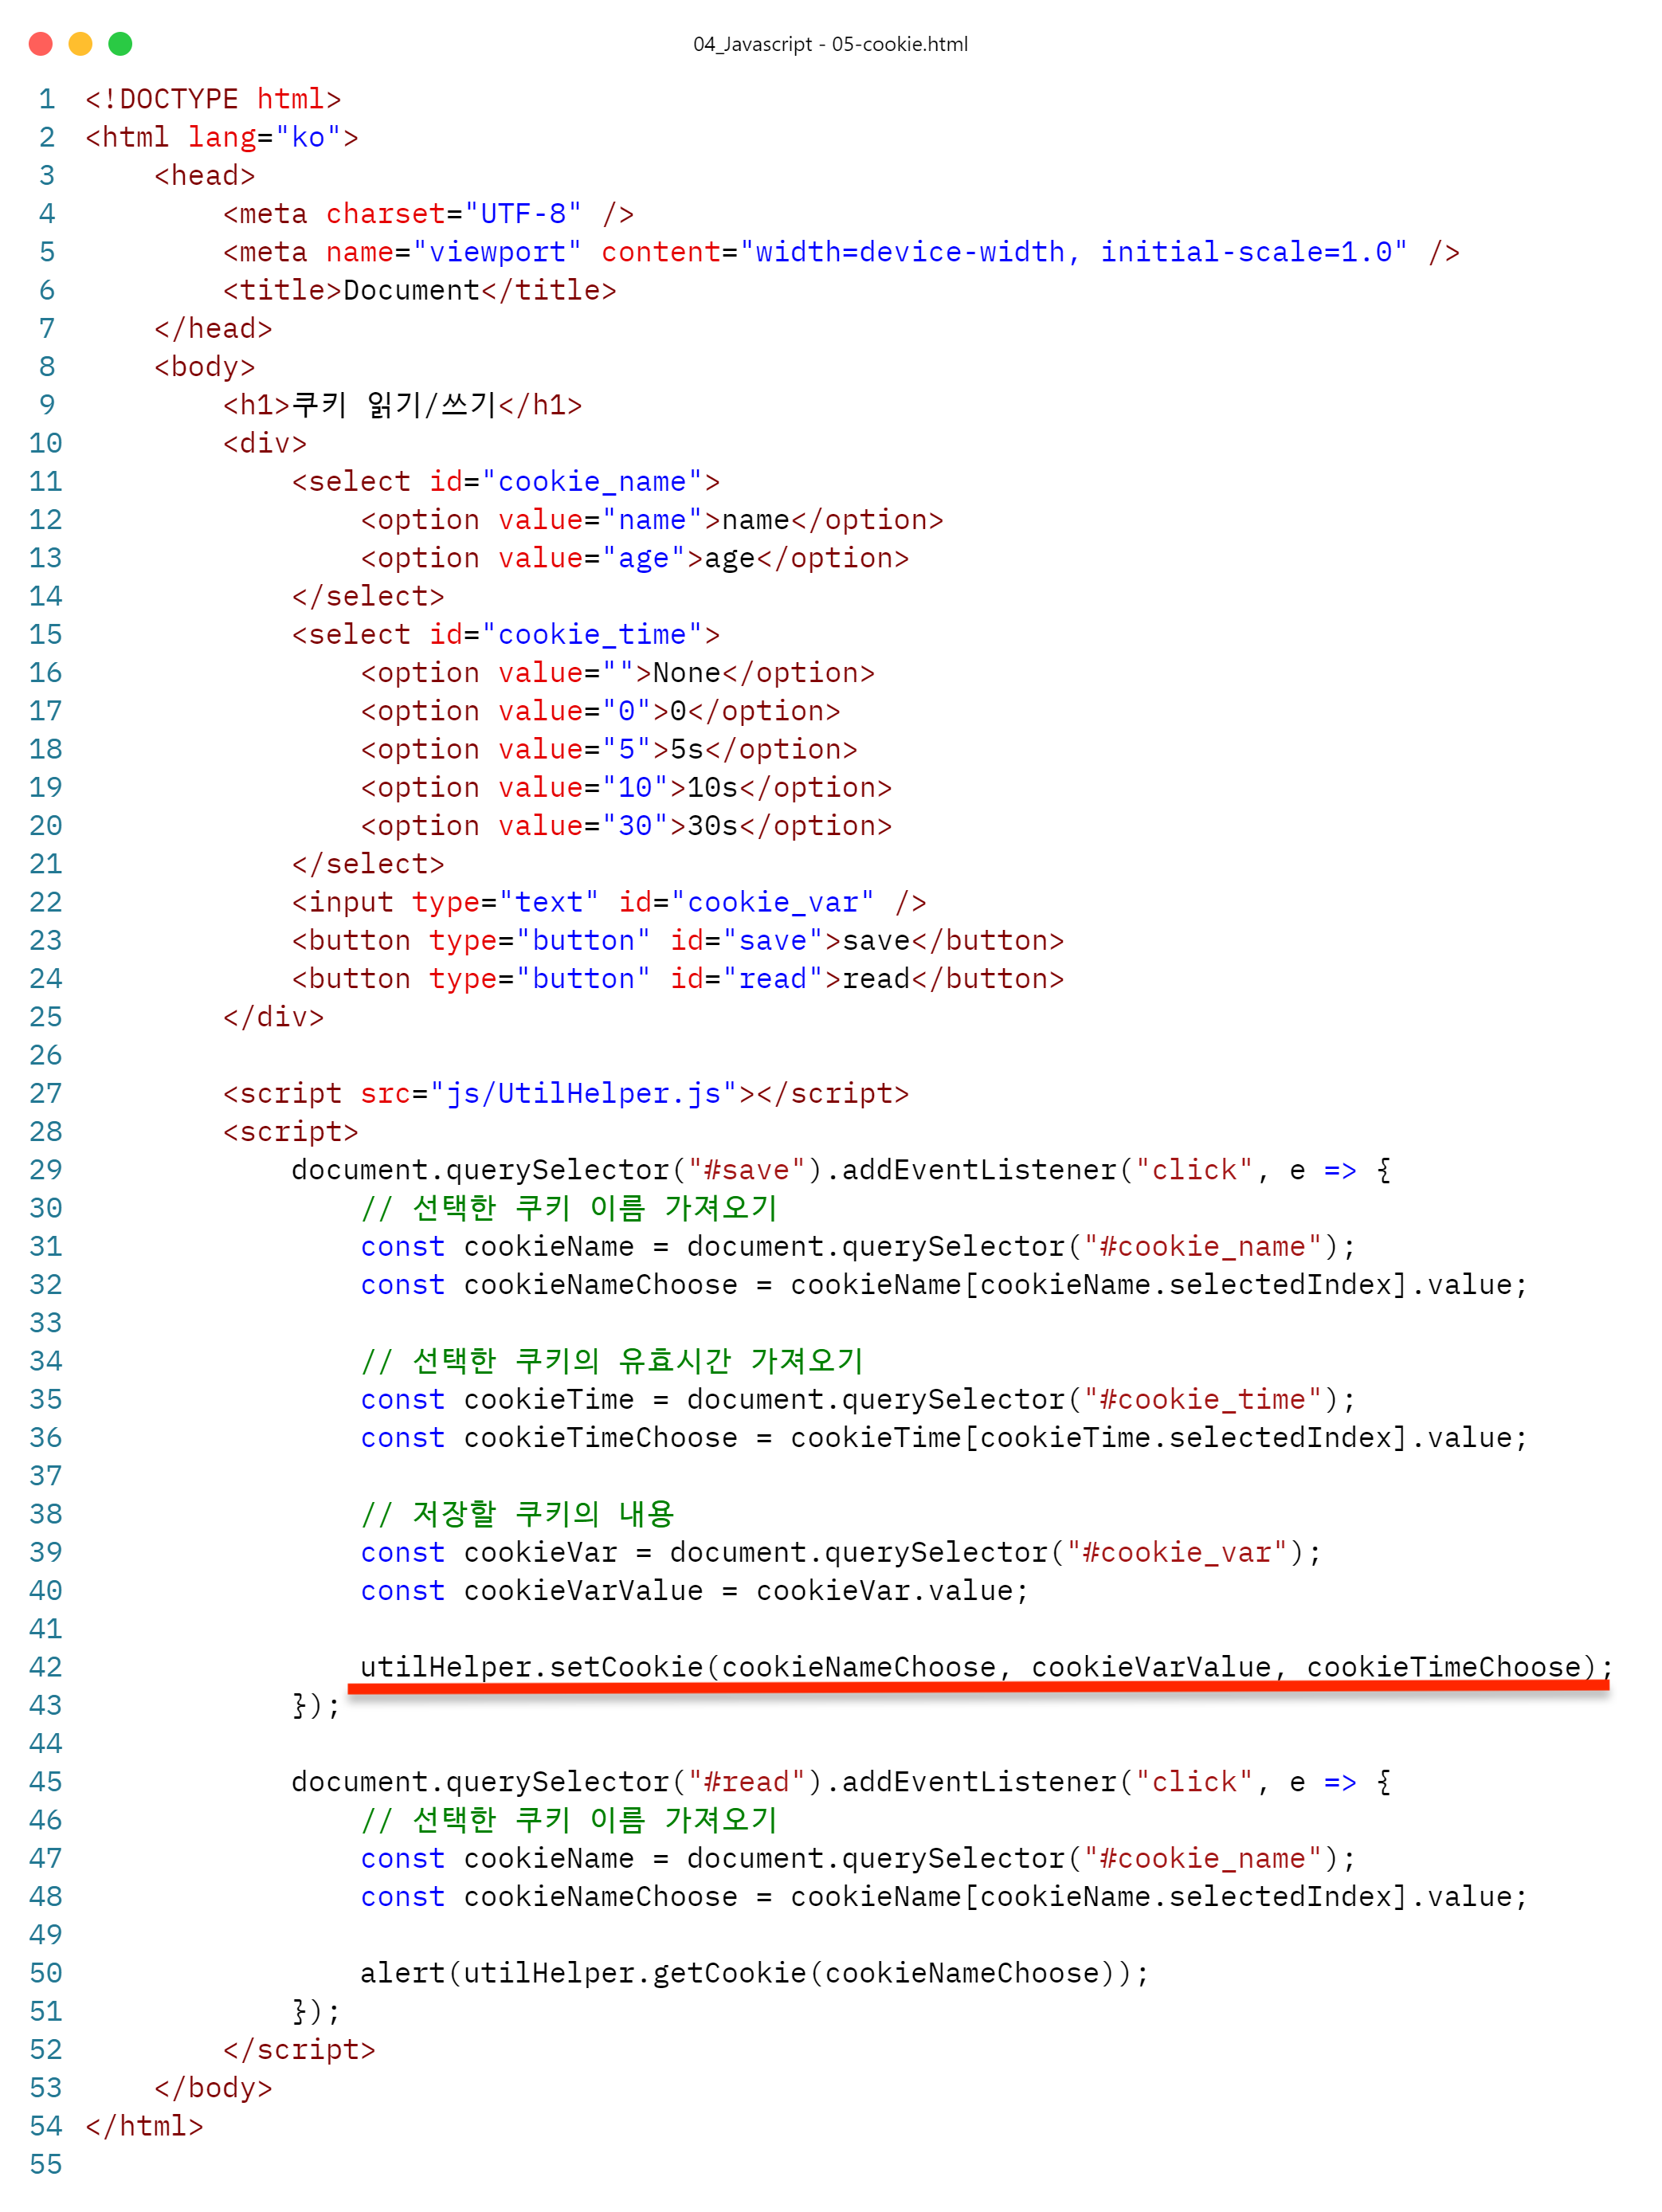 04_Javascript - 05-cookie.html
1 <!DOCTYPE html>
2 <html lang="ko">
3     <head>
4         <meta charset="UTF-8" />
5         <meta name="viewport" content="width=device-width, initial-scale=1.0" />
6         <title>Document</title>
7     </head>
8     <body>
9         <h1>쿠키 읽기/쓰기</h1>
10         <div>
11             <select id="cookie_name">
12                 <option value="name">name</option>
13                 <option value="age">age</option>
14             </select>
15             <select id="cookie_time">
16                 <option value="">None</option>
17                 <option value="0">0</option>
18                 <option value="5">5s</option>
19                 <option value="10">10s</option>
20                 <option value="30">30s</option>
21             </select>
22             <input type="text" id="cookie_var" />
23             <button type="button" id="save">save</button>
24             <button type="button" id="read">read</button>
25         </div>
26
27         <script src="js/UtilHelper.js"></script>
28         <script>
29             document.querySelector("#save").addEventListener("click", e => {
30                 // 선택한 쿠키 이름 가져오기
31                 const cookieName = document.querySelector("#cookie_name");
32                 const cookieNameChoose = cookieName[cookieName.selectedIndex].value;
33
34                 // 선택한 쿠키의 유효시간 가져오기
35                 const cookieTime = document.querySelector("#cookie_time");
36                 const cookieTimeChoose = cookieTime[cookieTime.selectedIndex].value;
37
38                 // 저장할 쿠키의 내용
39                 const cookieVar = document.querySelector("#cookie_var");
40                 const cookieVarValue = cookieVar.value;
41
42                 utilHelper.setCookie(cookieNameChoose, cookieVarValue, cookieTimeChoose);
43             });
44
45             document.querySelector("#read").addEventListener("click", e => {
46                 // 선택한 쿠키 이름 가져오기
47                 const cookieName = document.querySelector("#cookie_name");
48                 const cookieNameChoose = cookieName[cookieName.selectedIndex].value;
49
50                 alert(utilHelper.getCookie(cookieNameChoose));
51             });
52         </script>
53     </body>
54 </html>
55